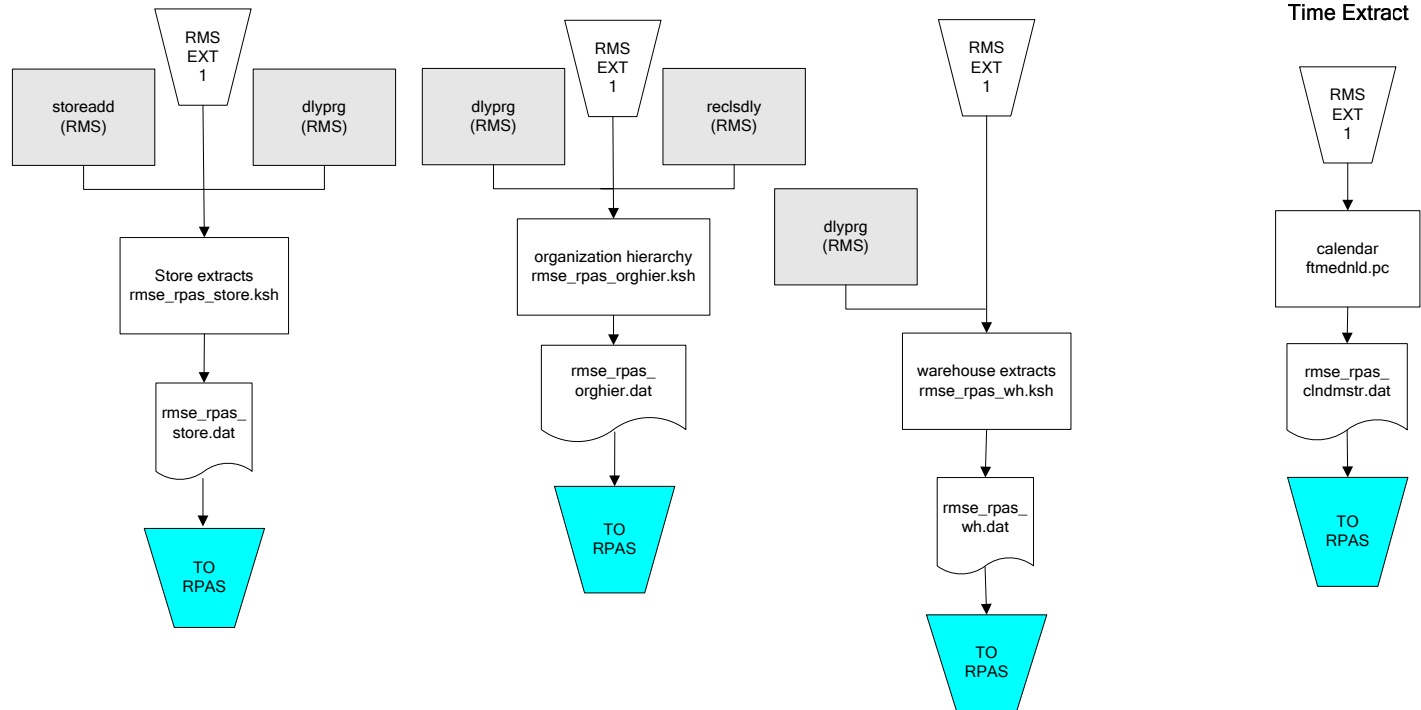 Time Extract
RMS
EXT
1
storeadd
(RMS)
dlyprg
(RMS)
Store extracts
rmse_rpas_store.ksh
rmse_rpas_
store.dat
TO
RPAS
RMS
EXT
1
dlyprg
(RMS)
reclsdly
(RMS)
organization hierarchy
rmse_rpas_orghier.ksh
rmse_rpas_
orghier.dat
TO
RPAS
RMS
EXT
1
dlyprg
(RMS)
warehouse extracts
rmse_rpas_wh.ksh
rmse_rpas_
wh.dat
TO
RPAS
RMS
EXT
1
calendar
ftmednld.pc
rmse_rpas_
clndmstr.dat
TO
RPAS